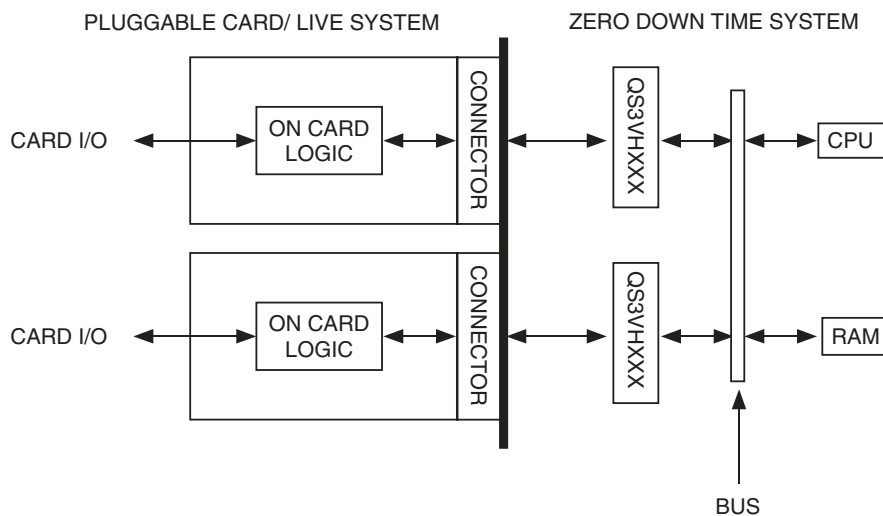 PLUGGABLE CARD/ LIVE SYSTEM
ZERO DOWN TIME SYSTEM
CARD I/O
ON CARD
LOGIC
CONNECTOR
QS3VHXXX
CPU
CARD I/O
ON CARD
LOGIC
CONNECTOR
QS3VHXXX
RAM
BUS